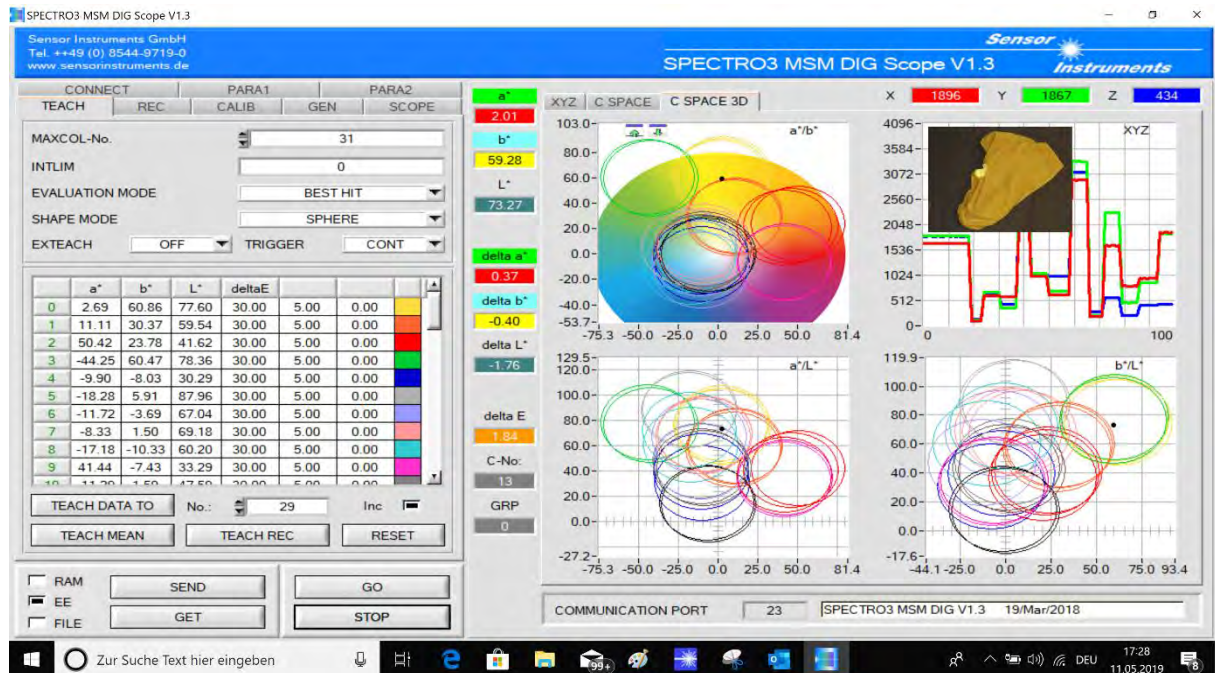 SPECTRO3 MSM DIG Scope V1.3
Sensor Instruments GmbH
Tel. ++49 (0) 8544-9719-0
www.sensorinstruments.de
SPECTRO3 MSM DIG Scope V1.3
Sensor
Instruments
CONNECT PARA1 PARA2
TEACH REC CALIB GEN SCOPE
MAXCOL-No. 31
INTLIM 0
EVALUATION MODE BEST HIT
SHAPE MODE SPHERE
EXTEACH OFF TRIGGER CONT
a* b* L* deltaE
0 2.69 60.86 77.60 30.00 5.00 0.00
1 11.11 30.37 59.54 30.00 5.00 0.00
2 50.42 23.78 41.62 30.00 5.00 0.00
3 -44.25 60.47 78.36 30.00 5.00 0.00
4 -9.90 -8.03 30.29 30.00 5.00 0.00
5 -18.28 5.91 87.96 30.00 5.00 0.00
6 -11.72 -3.69 67.04 30.00 5.00 0.00
7 -8.33 1.50 69.18 30.00 5.00 0.00
8 -17.18 -10.33 60.20 30.00 5.00 0.00
9 41.44 -7.43 33.29 30.00 5.00 0.00
TEACH DATA TO No.: 29 Inc
TEACH MEAN TEACH REC RESET
RAM
EE
FILE
SEND
GET
GO
STOP
a*
2.01
b*
59.28
L*
73.27
delta a*
0.37
delta b*
-0.40
delta L*
-1.76
delta E
1.84
C-No:
13
GRP
0
XYZ C SPACE C SPACE 3D
X 1896 Y 1867 Z 434
a*/b*
103.0
80.0
60.0
40.0
20.0
0.0
-20.0
-40.0
-53.7
-75.3 -50.0 -25.0 0.0 25.0 50.0 81.4
XYZ
4096
3584
3072
2560
2048
1536
1024
512
0
0 100
a*/L*
129.5
120.0
100.0
80.0
60.0
40.0
20.0
0.0
-27.2
-75.3 -50.0 -25.0 0.0 25.0 50.0 81.4
b*/L*
119.9
100.0
80.0
60.0
40.0
20.0
0.0
-17.6
-44.1 -25.0 0.0 25.0 50.0 75.0 93.4
COMMUNICATION PORT 23 SPECTRO3 MSM DIG V1.3 19/Mar/2018
Zur Suche Text hier eingeben
99+
DEU
17:28
11.05.2019
8